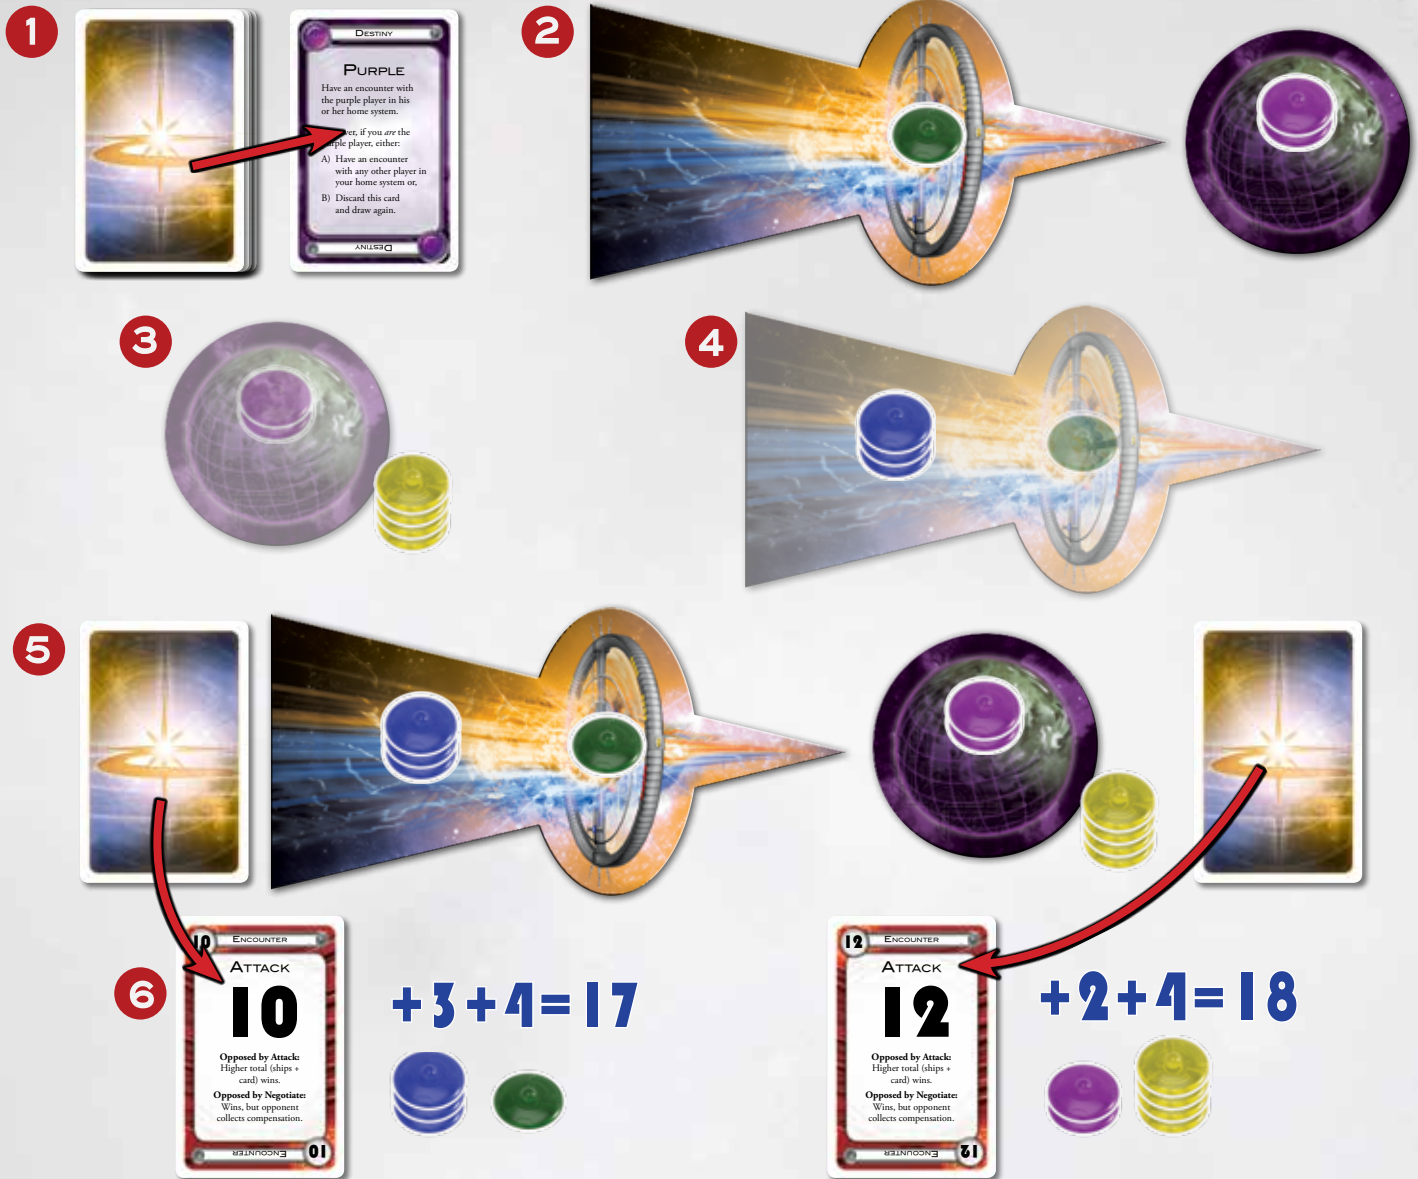 1
DESTINY
PURPLE
Have an encounter with
the purple player in his
or her home system.
if you are the
player, either:
A) Have an encounter
with any other player in
your home system or,
B) Discard this card
and draw again.
DESTINY
2
3
4
5
6
10 ENCOUNTER
ATTACK
10
Opposed by Attack:
Higher total (ships +
card) wins.
Opposed by Negotiate:
Wins, but opponent
collects compensation.
ENCOUNTER 10
+3+4=17
12 ENCOUNTER
ATTACK
12
Opposed by Attack:
Higher total (ships +
card) wins.
Opposed by Negotiate:
Wins, but opponent
collects compensation.
ENCOUNTER 12
+2+4=18